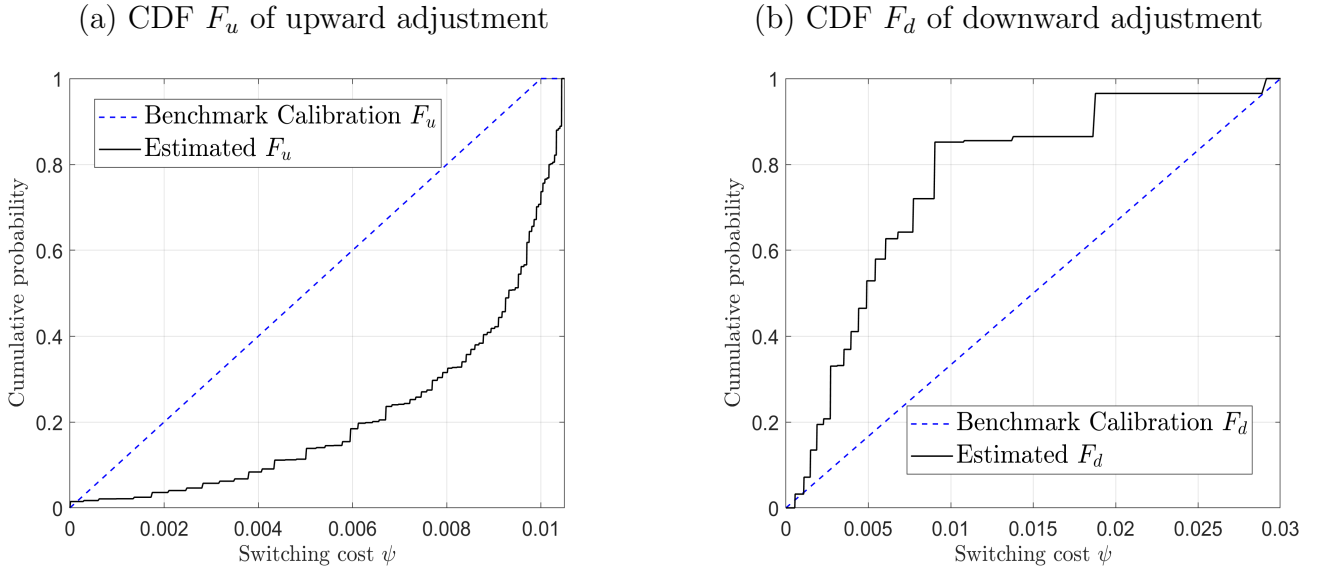 (a) CDF F_u of upward adjustment
1
0.8
0.6
0.4
0.2
0
Cumulative probability
Benchmark Calibration F_u
Estimated F_u
0 0.002 0.004 0.006 0.008 0.01
Switching cost ψ
(b) CDF F_d of downward adjustment
1
0.8
0.6
0.4
0.2
0
Cumulative probability
Benchmark Calibration F_d
Estimated F_d
0 0.005 0.01 0.015 0.02 0.025 0.03
Switching cost ψ